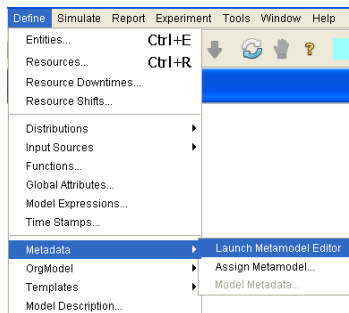 Define Simulate Report Experiment Tools Window Help
Entities... Ctrl+E
Resources... Ctrl+R
Resource Downtimes...
Resource Shifts...
Distributions
Input Sources
Functions...
Global Attributes...
Model Expressions...
Time Stamps...
Metadata
Launch Metamodel Editor
OrgModel
Assign Metamodel...
Templates
Model Metadata...
Model Description...